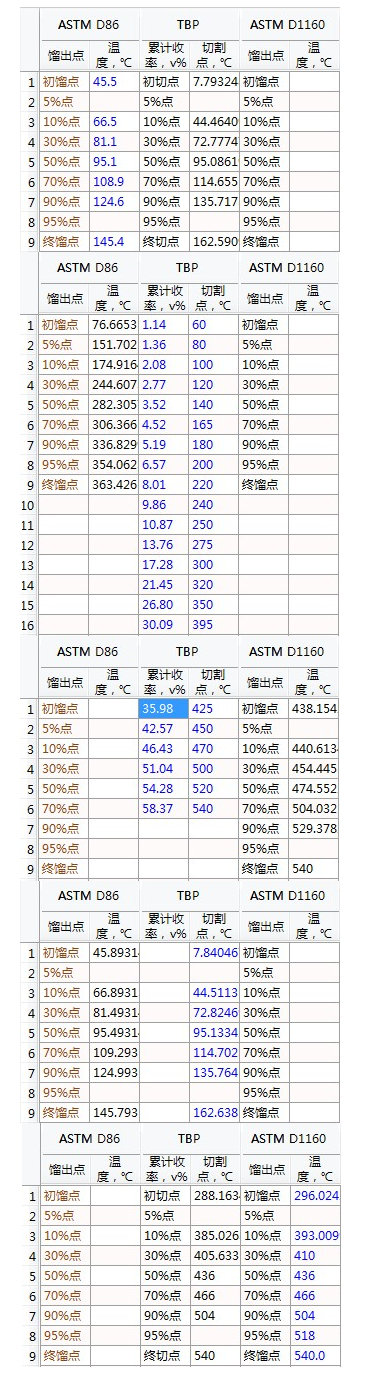 ASTM D86 TBP ASTM D1160
馏出点 温度，℃ 累计收率，v% 切割点，℃ 馏出点 温度，℃
1 初馏点 45.5 初切点 7.79324 初馏点
2 5%点 5%点 5%点
3 10%点 66.5 10%点 44.4640 10%点
4 30%点 81.1 30%点 72.7774 30%点
5 50%点 95.1 50%点 95.0861 50%点
6 70%点 108.9 70%点 114.655 70%点
7 90%点 124.6 90%点 135.717 90%点
8 95%点 95%点 95%点
9 终馏点 145.4 终切点 162.590 终馏点
ASTM D86 TBP ASTM D1160
馏出点 温度，℃ 累计收率，v% 切割点，℃ 馏出点 温度，℃
1 初馏点 76.6653 1.14 60 初馏点
2 5%点 151.702 1.36 80 5%点
3 10%点 174.916 2.08 100 10%点
4 30%点 244.607 2.77 120 30%点
5 50%点 282.305 3.52 140 50%点
6 70%点 306.366 4.52 165 70%点
7 90%点 336.829 5.19 180 90%点
8 95%点 354.062 6.57 200 95%点
9 终馏点 363.426 8.01 220 终馏点
10 9.86 240
11 10.87 250
12 13.76 275
13 17.28 300
14 21.45 320
15 26.80 350
16 30.09 395
ASTM D86 TBP ASTM D1160
馏出点 温度，℃ 累计收率，v% 切割点，℃ 馏出点 温度，℃
1 初馏点 35.98 425 初馏点 438.154
2 5%点 42.57 450 5%点
3 10%点 46.43 470 10%点 440.613
4 30%点 51.04 500 30%点 454.445
5 50%点 54.28 520 50%点 474.552
6 70%点 58.37 540 70%点 504.032
7 90%点 90%点 529.378
8 95%点 95%点
9 终馏点 终馏点 540
ASTM D86 TBP ASTM D1160
馏出点 温度，℃ 累计收率，v% 切割点，℃ 馏出点 温度，℃
1 初馏点 45.8931 7.84046 初馏点
2 5%点 5%点
3 10%点 66.8931 44.5113 10%点
4 30%点 81.4931 72.8246 30%点
5 50%点 95.4931 95.1334 50%点
6 70%点 109.293 114.702 70%点
7 90%点 124.993 135.764 90%点
8 95%点 95%点
9 终馏点 145.793 162.638 终馏点
ASTM D86 TBP ASTM D1160
馏出点 温度，℃ 累计收率，v% 切割点，℃ 馏出点 温度，℃
1 初馏点 初切点 288.163 初馏点 296.024
2 5%点 5%点 5%点
3 10%点 10%点 385.026 10%点 393.009
4 30%点 30%点 405.633 30%点 410
5 50%点 50%点 436 50%点 436
6 70%点 70%点 466 70%点 466
7 90%点 90%点 504 90%点 504
8 95%点 95%点 95%点 518
9 终馏点 终切点 540 终馏点 540.0